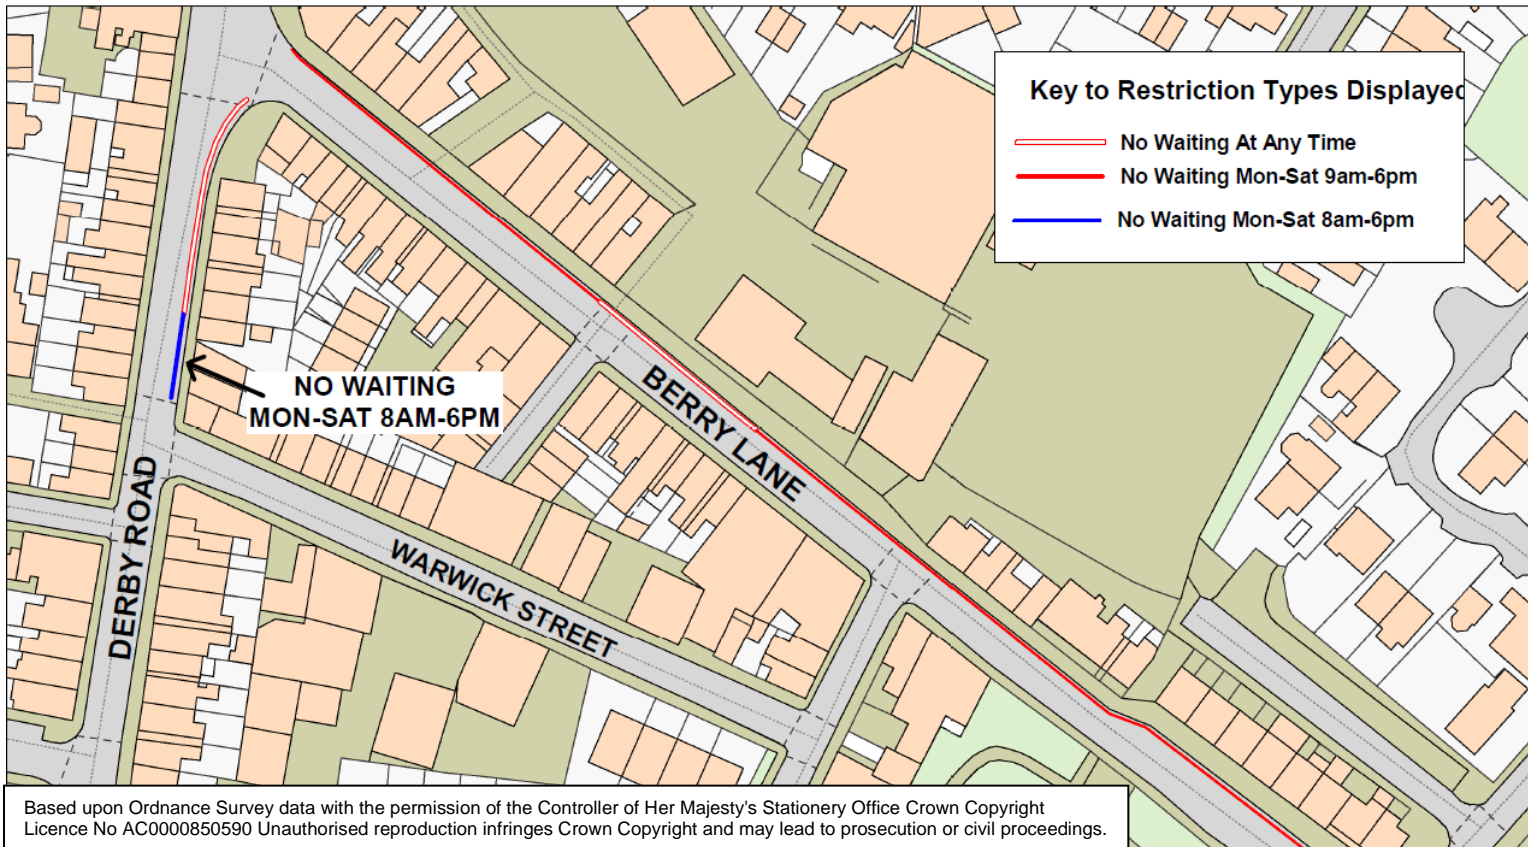 Key to Restriction Types Displayed
No Waiting At Any Time
No Waiting Mon-Sat 9am-6pm
No Waiting Mon-Sat 8am-6pm
NO WAITING
MON-SAT 8AM-6PM
BERRY LANE
DERBY ROAD
WARWICK STREET
Based upon Ordnance Survey data with the permission of the Controller of Her Majesty's Stationery Office Crown Copyright
Licence No AC0000850590 Unauthorised reproduction infringes Crown Copyright and may lead to prosecution or civil proceedings.